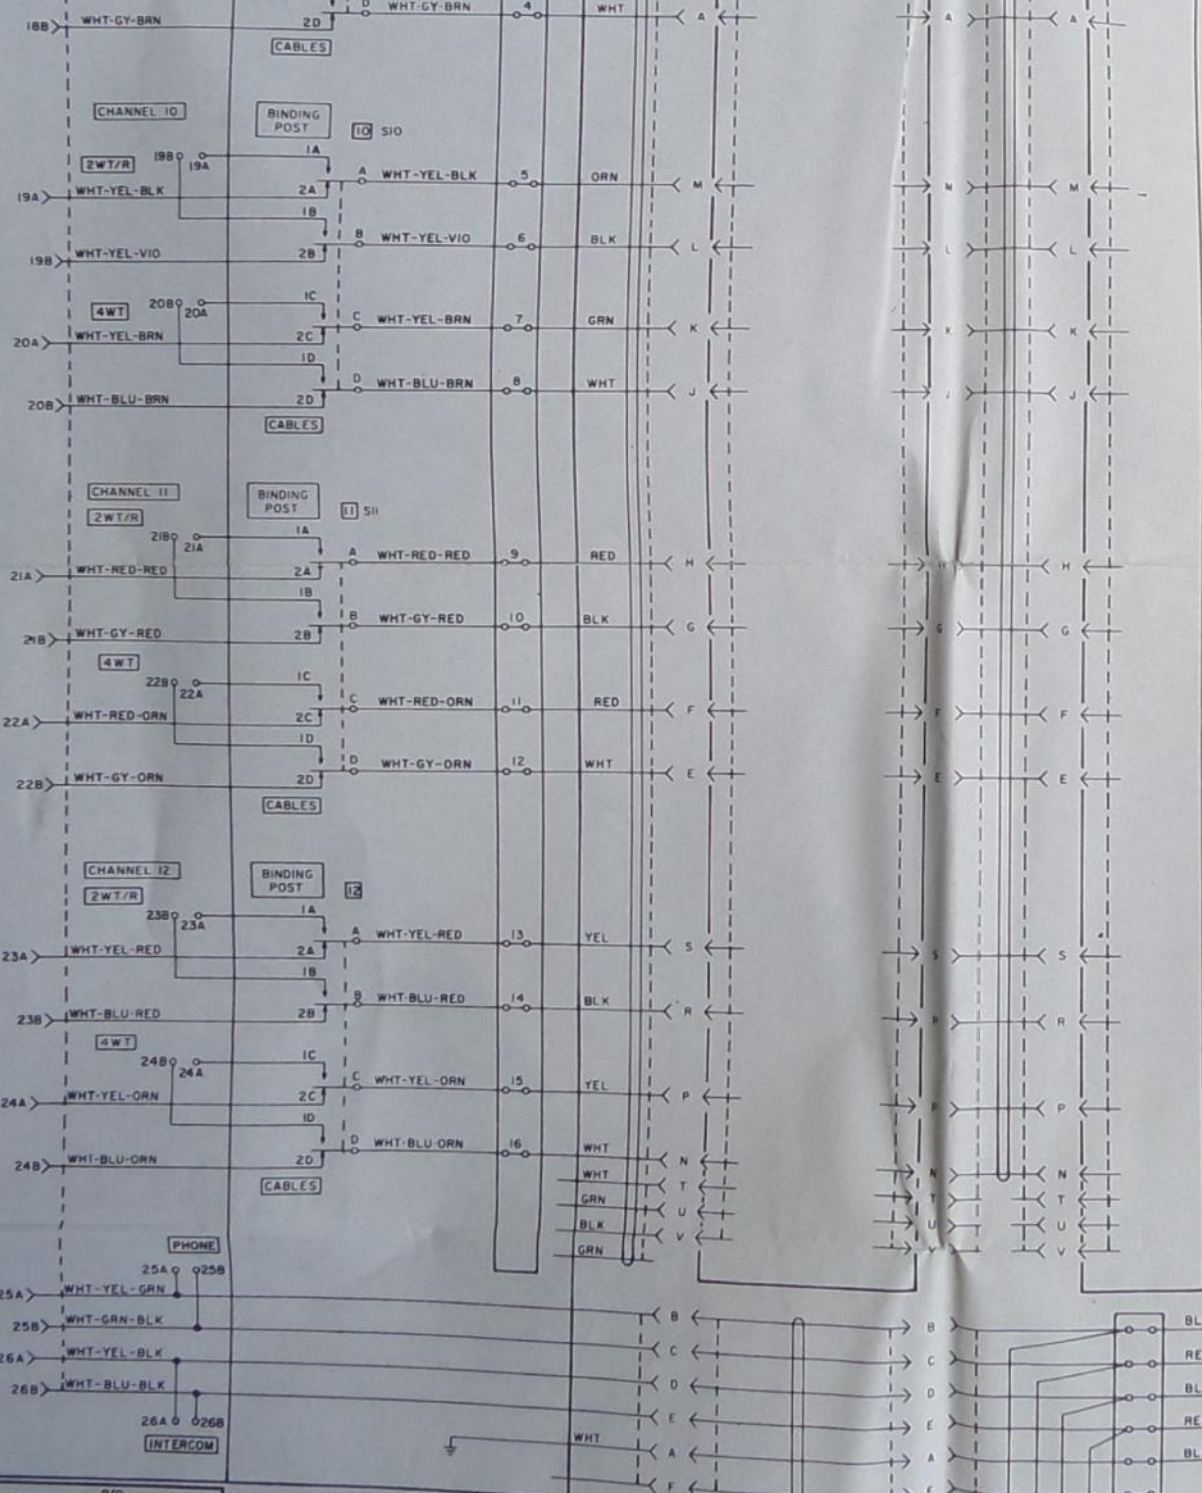 18B WHT-GY-BRN 2D D WHT-GY-BRN 4 WHT A A A
CABLES
CHANNEL 10 BINDING POST 10 S10
2WT/R 19B 19A 1A
19A WHT-YEL-BLK 2A A WHT-YEL-BLK 5 ORN M M M
1B
19B WHT-YEL-VIO 2B B WHT-YEL-VIO 6 BLK L L L
4WT 20B 20A 1C
20A WHT-YEL-BRN 2C C WHT-YEL-BRN 7 GRN K K K
1D
20B WHT-BLU-BRN 2D D WHT-BLU-BRN 8 WHT J J J
CABLES
CHANNEL 11 BINDING POST 11 S11
2WT/R 21B 21A 1A
21A WHT-RED-RED 2A A WHT-RED-RED 9 RED H H H
1B
21B WHT-GY-RED 2B B WHT-GY-RED 10 BLK G G G
4WT 22B 22A 1C
22A WHT-RED-ORN 2C C WHT-RED-ORN 11 RED F F F
1D
22B WHT-GY-ORN 2D D WHT-GY-ORN 12 WHT E E E
CABLES
CHANNEL 12 BINDING POST 12
2WT/R 23B 23A 1A
23A WHT-YEL-RED 2A A WHT-YEL-RED 13 YEL S S S
1B
23B WHT-BLU-RED 2B B WHT-BLU-RED 14 BLK R R R
4WT 24B 24A 1C
24A WHT-YEL-ORN 2C C WHT-YEL-ORN 15 YEL P P P
1D
24B WHT-BLU-ORN 2D D WHT-BLU-ORN 16 WHT N N N
CABLES WHT T T T
GRN U U U
BLK V V V
GRN
PHONE
25A 25B
25A WHT-YEL-GRN B B BL
25B WHT-GRN-BLK C C RE
26A WHT-YEL-BLK D D BL
26B WHT-BLU-BLK E E RE
26A 26B
INTERCOM WHT A A BL
F F